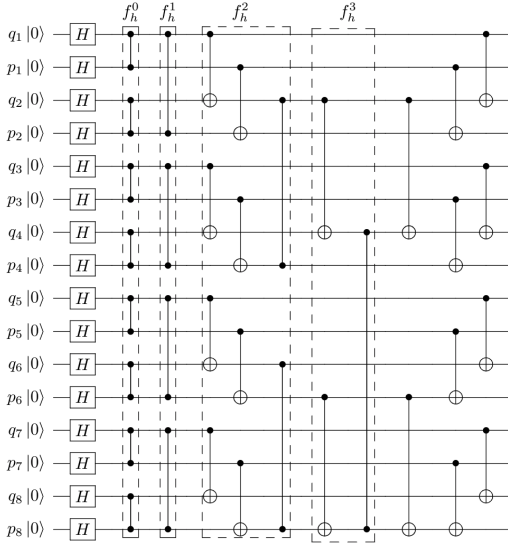 f_h^0 f_h^1 f_h^2 f_h^3
q_1 |0⟩ H
p_1 |0⟩ H
q_2 |0⟩ H
p_2 |0⟩ H
q_3 |0⟩ H
p_3 |0⟩ H
q_4 |0⟩ H
p_4 |0⟩ H
q_5 |0⟩ H
p_5 |0⟩ H
q_6 |0⟩ H
p_6 |0⟩ H
q_7 |0⟩ H
p_7 |0⟩ H
q_8 |0⟩ H
p_8 |0⟩ H